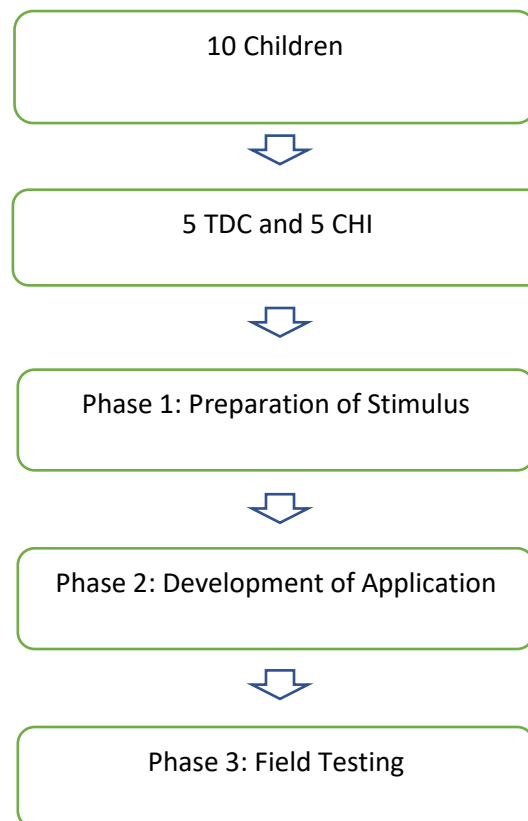 10 Children
5 TDC and 5 CHI
Phase 1: Preparation of Stimulus
Phase 2: Development of Application
Phase 3: Field Testing